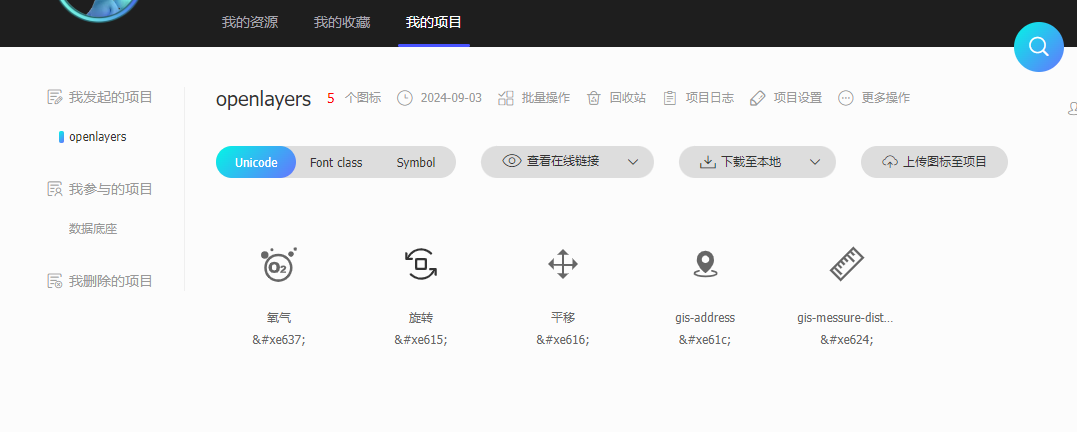 我的资源 我的收藏 我的项目
我发起的项目
openlayers
我参与的项目
数据底座
我删除的项目
openlayers 5 个图标 2024-09-03 批量操作 回收站 项目日志 项目设置 更多操作
Unicode Font class Symbol 查看在线链接 下载至本地 上传图标至项目
O2
氧气 旋转 平移 gis-address gis-messure-dist...
&#xe637; &#xe615; &#xe616; &#xe61c; &#xe624;